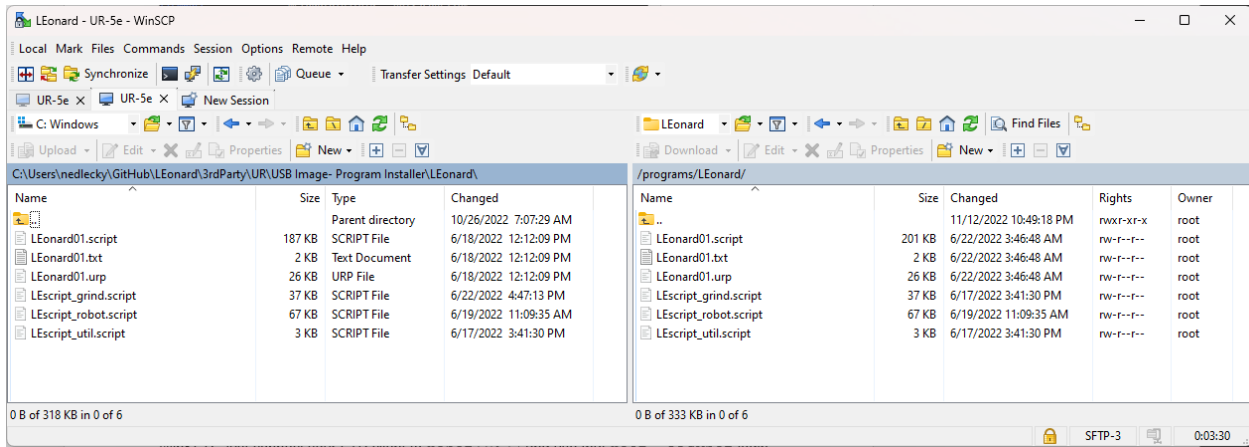 LEonard - UR-5e - WinSCP
Local Mark Files Commands Session Options Remote Help
Synchronize Queue Transfer Settings Default
UR-5e × UR-5e × New Session
C: Windows
Upload Edit Properties New
LEonard Find Files
Download Edit Properties New
C:\Users\nedlecky\GitHub\LEonard\3rdParty\UR\USB Image- Program Installer\LEonard\
Name Size Type Changed
.. Parent directory 10/26/2022 7:07:29 AM
LEonard01.script 187 KB SCRIPT File 6/18/2022 12:12:09 PM
LEonard01.txt 2 KB Text Document 6/18/2022 12:12:09 PM
LEonard01.urp 26 KB URP File 6/18/2022 12:12:09 PM
LEscript_grind.script 37 KB SCRIPT File 6/22/2022 4:47:13 PM
LEscript_robot.script 67 KB SCRIPT File 6/19/2022 11:09:35 AM
LEscript_util.script 3 KB SCRIPT File 6/17/2022 3:41:30 PM
0 B of 318 KB in 0 of 6
/programs/LEonard/
Name Size Changed Rights Owner
.. 11/12/2022 10:49:18 PM rwxr-xr-x root
LEonard01.script 201 KB 6/22/2022 3:46:48 AM rw-r--r-- root
LEonard01.txt 2 KB 6/22/2022 3:46:48 AM rw-r--r-- root
LEonard01.urp 26 KB 6/22/2022 3:46:48 AM rw-r--r-- root
LEscript_grind.script 37 KB 6/17/2022 3:41:30 PM rw-r--r-- root
LEscript_robot.script 67 KB 6/19/2022 11:09:35 AM rw-r--r-- root
LEscript_util.script 3 KB 6/17/2022 3:41:30 PM rw-r--r-- root
0 B of 333 KB in 0 of 6
SFTP-3 0:03:30